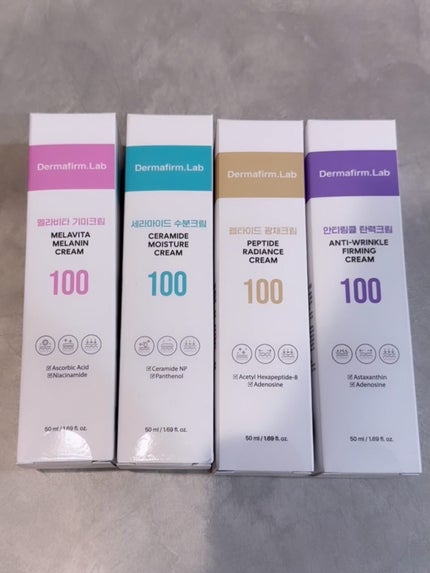 Dermafirm.Lab
멜라비타 기미크림
MELAVITA
MELANIN
CREAM
100
Ascorbic Acid
Niacinamide
50 ml / 1.69 fl. oz.
Dermafirm.Lab
세라마이드 수분크림
CERAMIDE
MOISTURE
CREAM
100
Ceramide NP
Panthenol
50 ml / 1.69 fl. oz.
Dermafirm.Lab
펩타이드 광채크림
PEPTIDE
RADIANCE
CREAM
100
Acetyl Hexapeptide-8
Adenosine
50 ml / 1.69 fl. oz.
Dermafirm.Lab
안티링클 탄력크림
ANTI-WRINKLE
FIRMING
CREAM
100
Astaxanthin
Adenosine
50 ml / 1.69 fl. oz.